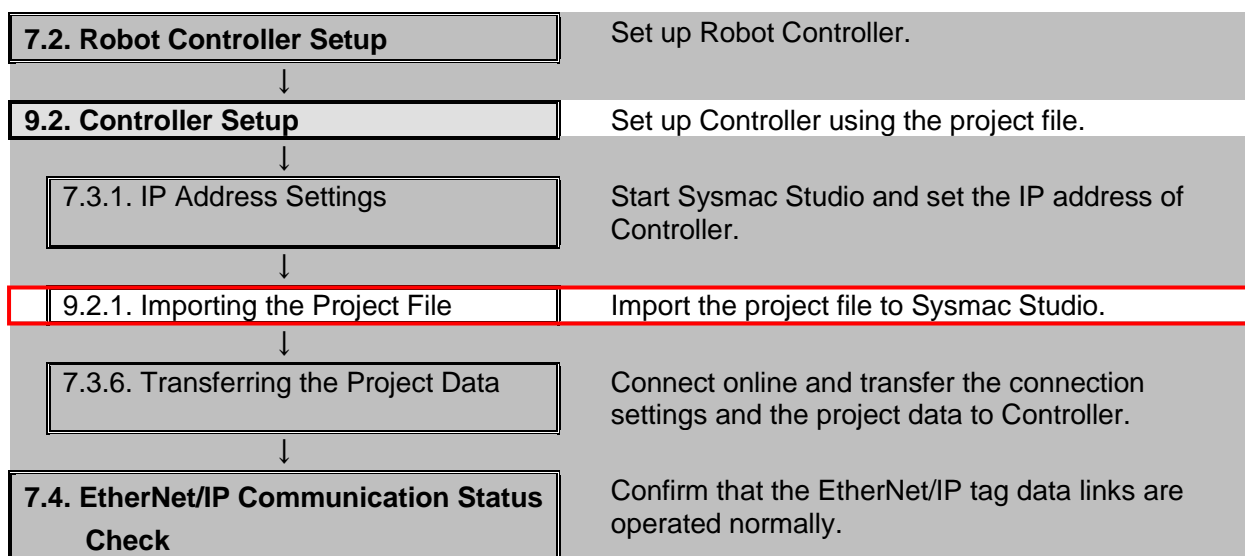 7.2. Robot Controller Setup
Set up Robot Controller.
↓
9.2. Controller Setup
Set up Controller using the project file.
↓
7.3.1. IP Address Settings
Start Sysmac Studio and set the IP address of
Controller.
↓
9.2.1. Importing the Project File
Import the project file to Sysmac Studio.
↓
7.3.6. Transferring the Project Data
Connect online and transfer the connection
settings and the project data to Controller.
↓
7.4. EtherNet/IP Communication Status
Check
Confirm that the EtherNet/IP tag data links are
operated normally.